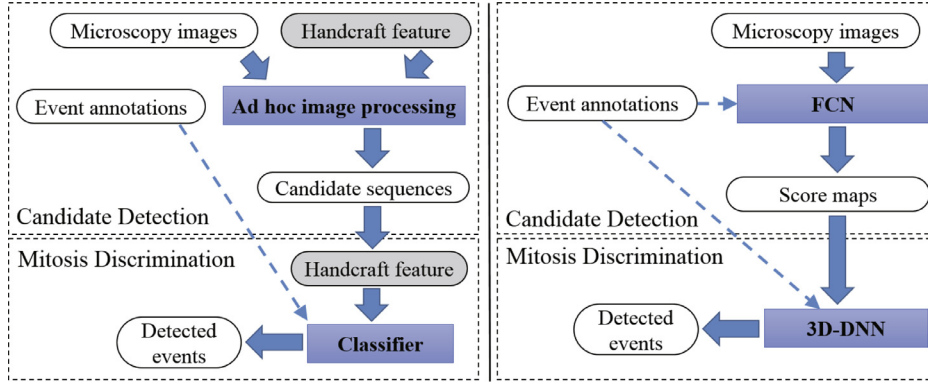 Microscopy images
Handcraft feature
Event annotations
Ad hoc image processing
Candidate sequences
Candidate Detection
Mitosis Discrimination
Handcraft feature
Detected
events
Classifier
Microscopy images
Event annotations
FCN
Score maps
Candidate Detection
Mitosis Discrimination
Detected
events
3D-DNN